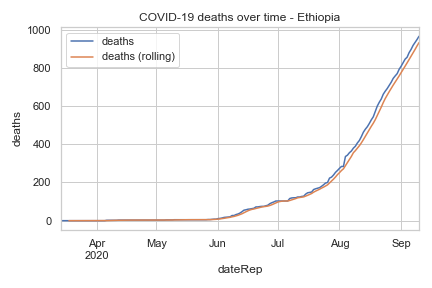 COVID-19 deaths over time - Ethiopia
deaths
deaths (rolling)
1000
800
600
400
200
0
deaths
Apr
2020
May
Jun
Jul
Aug
Sep
dateRep